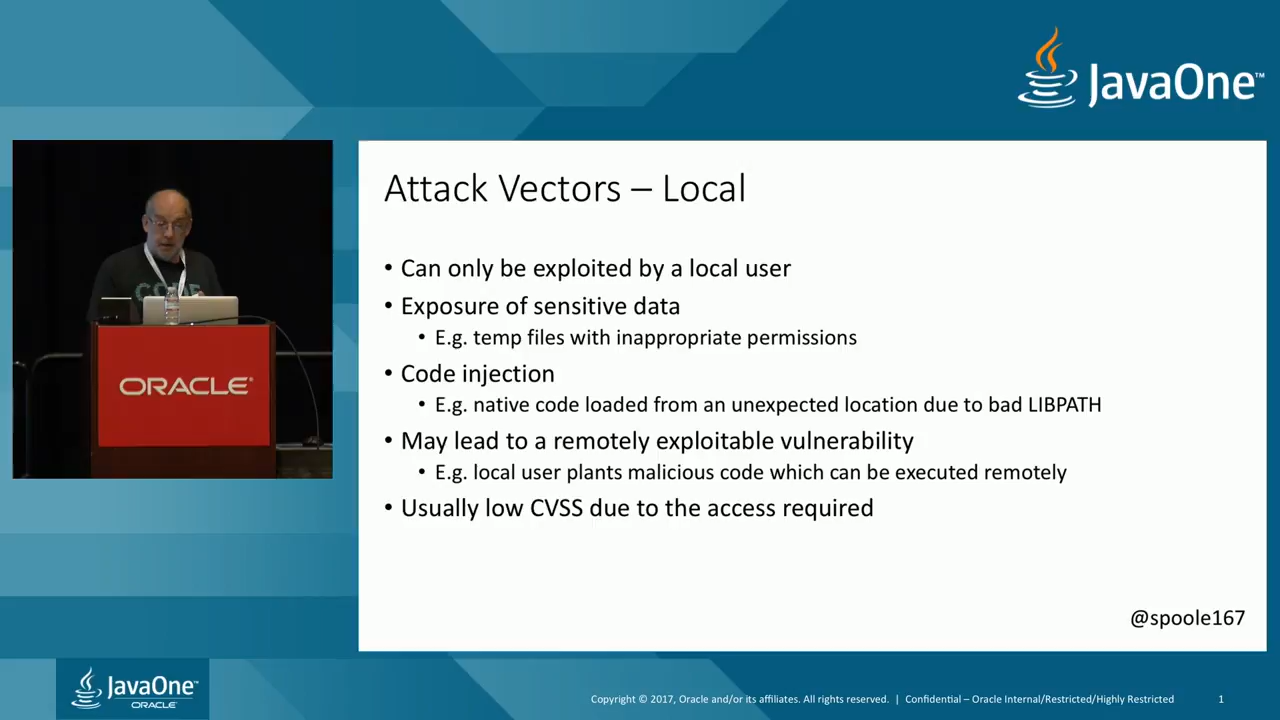 JavaOne™
Attack Vectors – Local
• Can only be exploited by a local user
• Exposure of sensitive data
• E.g. temp files with inappropriate permissions
• Code injection
• E.g. native code loaded from an unexpected location due to bad LIBPATH
• May lead to a remotely exploitable vulnerability
• E.g. local user plants malicious code which can be executed remotely
• Usually low CVSS due to the access required
@spoole167
ORACLE®
JavaOne™
ORACLE®
Copyright © 2017, Oracle and/or its affiliates. All rights reserved. | Confidential – Oracle Internal/Restricted/Highly Restricted 1